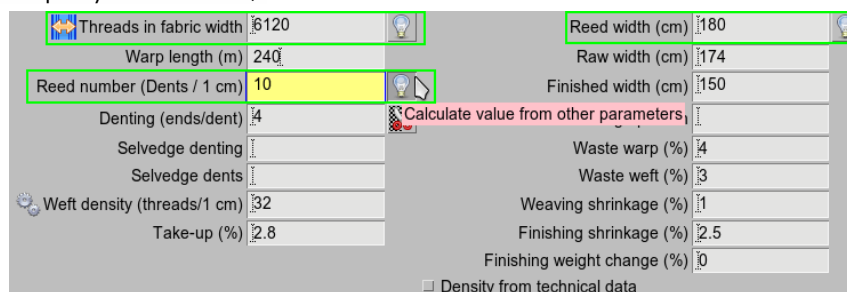 Threads in fabric width 6120 Reed width (cm) 180
Warp length (m) 240 Raw width (cm) 174
Reed number (Dents / 1 cm) 10 Finished width (cm) 150
Denting (ends/dent) 4 Calculate value from other parameters
Selvedge denting Waste warp (%) 4
Selvedge dents Waste weft (%) 3
Weft density (threads/1 cm) 32 Weaving shrinkage (%) 1
Take-up (%) 2.8 Finishing shrinkage (%) 2.5
Finishing weight change (%) 0
Density from technical data